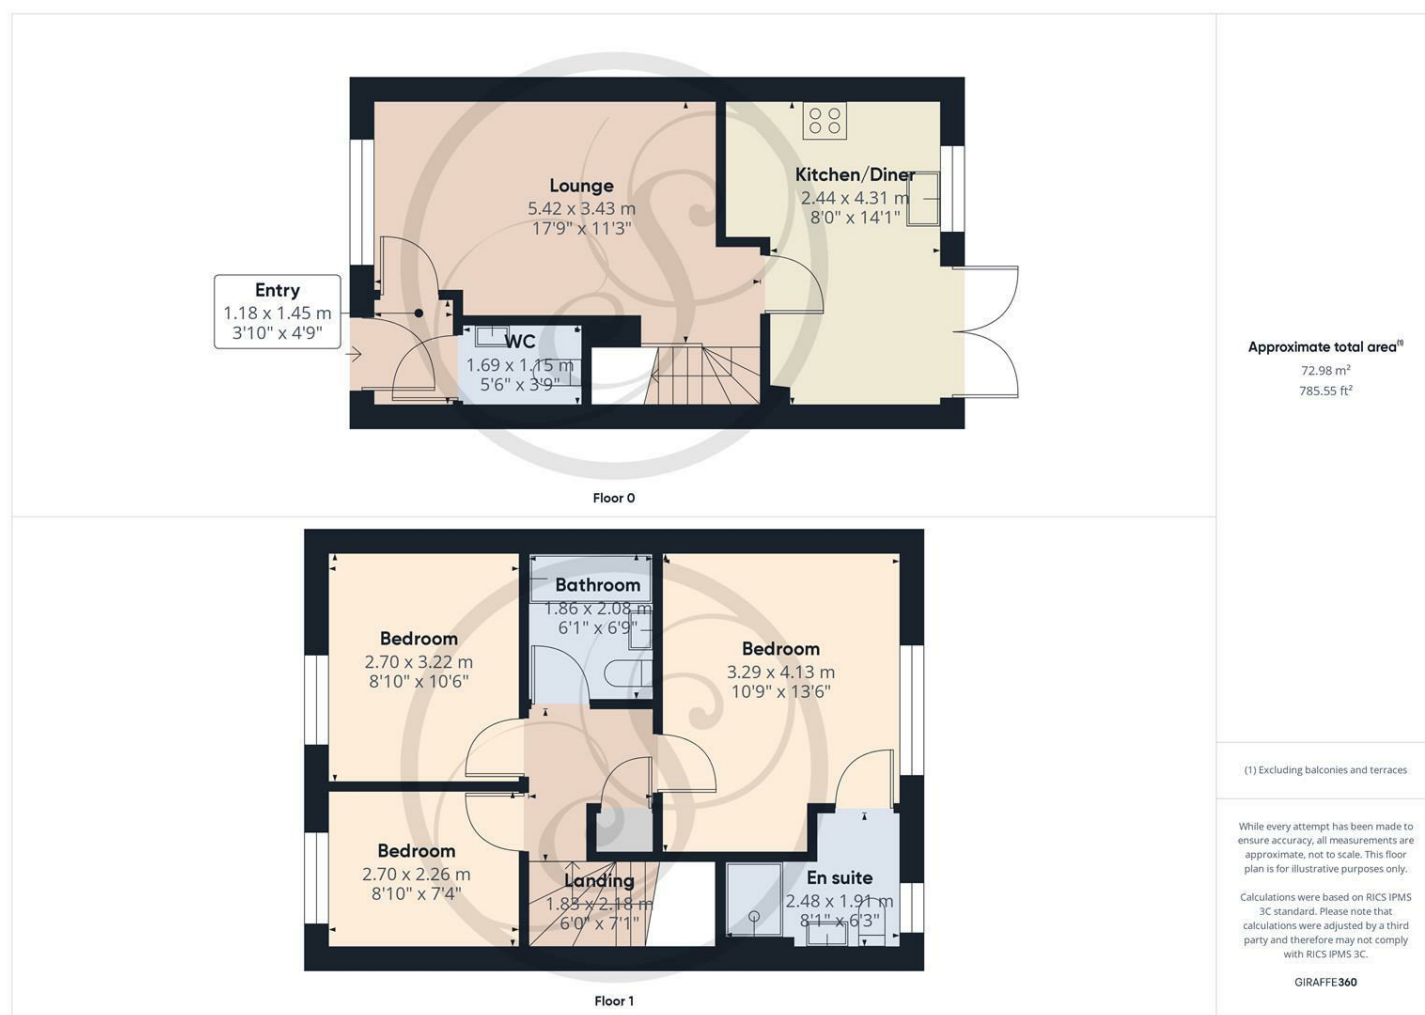 Lounge
5.42 x 3.43 m
17'9" x 11'3"
Kitchen/Diner
2.44 x 4.31 m
8'0" x 14'1"
Entry
1.18 x 1.45 m
3'10" x 4'9"
WC
1.69 x 1.15 m
5'6" x 3'9"
Floor 0
Bedroom
2.70 x 3.22 m
8'10" x 10'6"
Bathroom
1.86 x 2.08 m
6'1" x 6'9"
Bedroom
3.29 x 4.13 m
10'9" x 13'6"
Bedroom
2.70 x 2.26 m
8'10" x 7'4"
Landing
1.83 x 2.18 m
6'0" x 7'1"
En suite
2.48 x 1.91 m
8'1" x 6'3"
Floor 1
Approximate total area⁽¹⁾
72.98 m²
785.55 ft²
(1) Excluding balconies and terraces
While every attempt has been made to
ensure accuracy, all measurements are
approximate, not to scale. This floor
plan is for illustrative purposes only.
Calculations were based on RICS IPMS
3C standard. Please note that
calculations were adjusted by a third
party and therefore may not comply
with RICS IPMS 3C.
GIRAFFE360